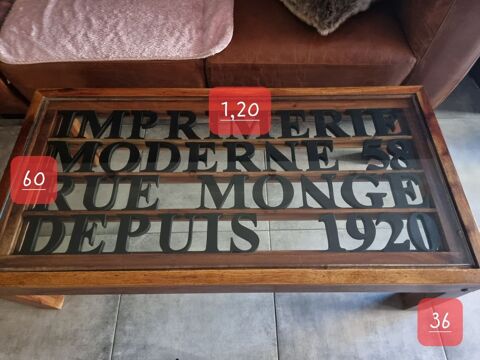 1,20
IMPRIMERIE
MODERNE 58
60
RUE MONGE
DEPUIS 1920
36